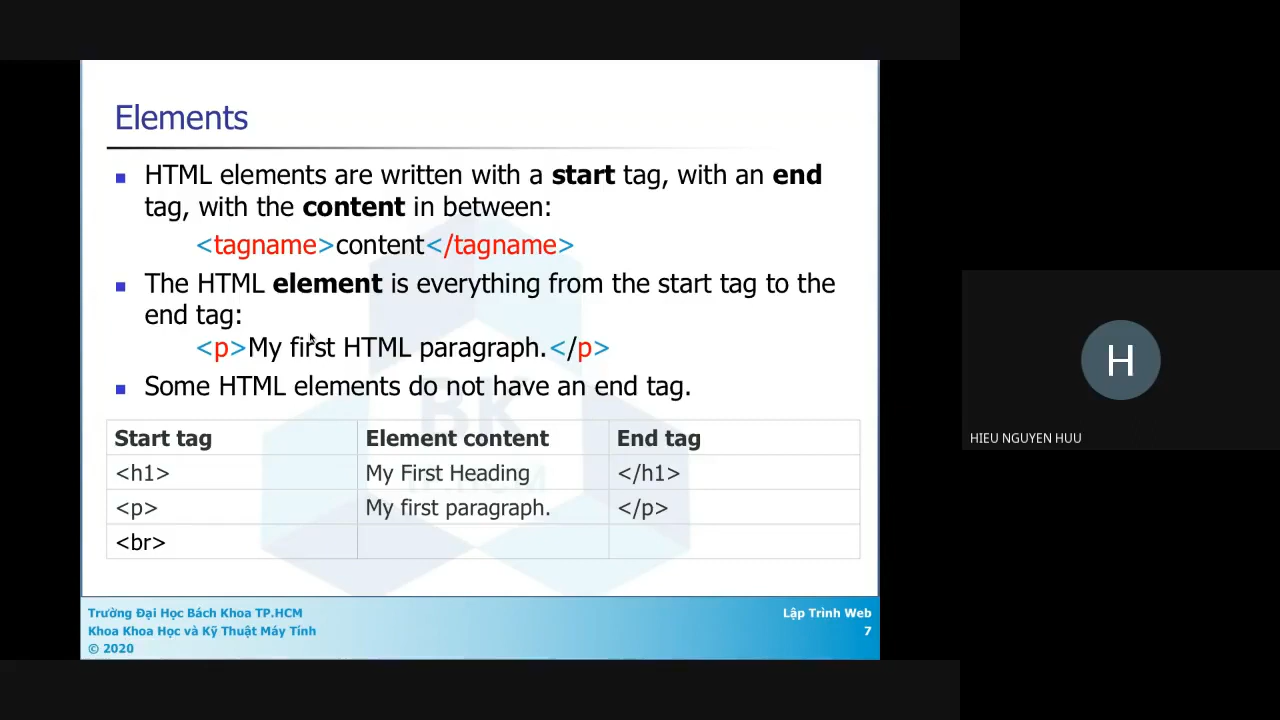 Elements
HTML elements are written with a start tag, with an end
tag, with the content in between:
<tagname>content</tagname>
The HTML element is everything from the start tag to the
end tag:
<p>My first HTML paragraph.</p>
Some HTML elements do not have an end tag.
Start tag Element content End tag
<h1> My First Heading </h1>
<p> My first paragraph. </p>
<br>
Trường Đại Học Bách Khoa TP.HCM
Khoa Khoa Học và Kỹ Thuật Máy Tính
© 2020
Lập Trình Web
7
H
HIEU NGUYEN HUU
BK